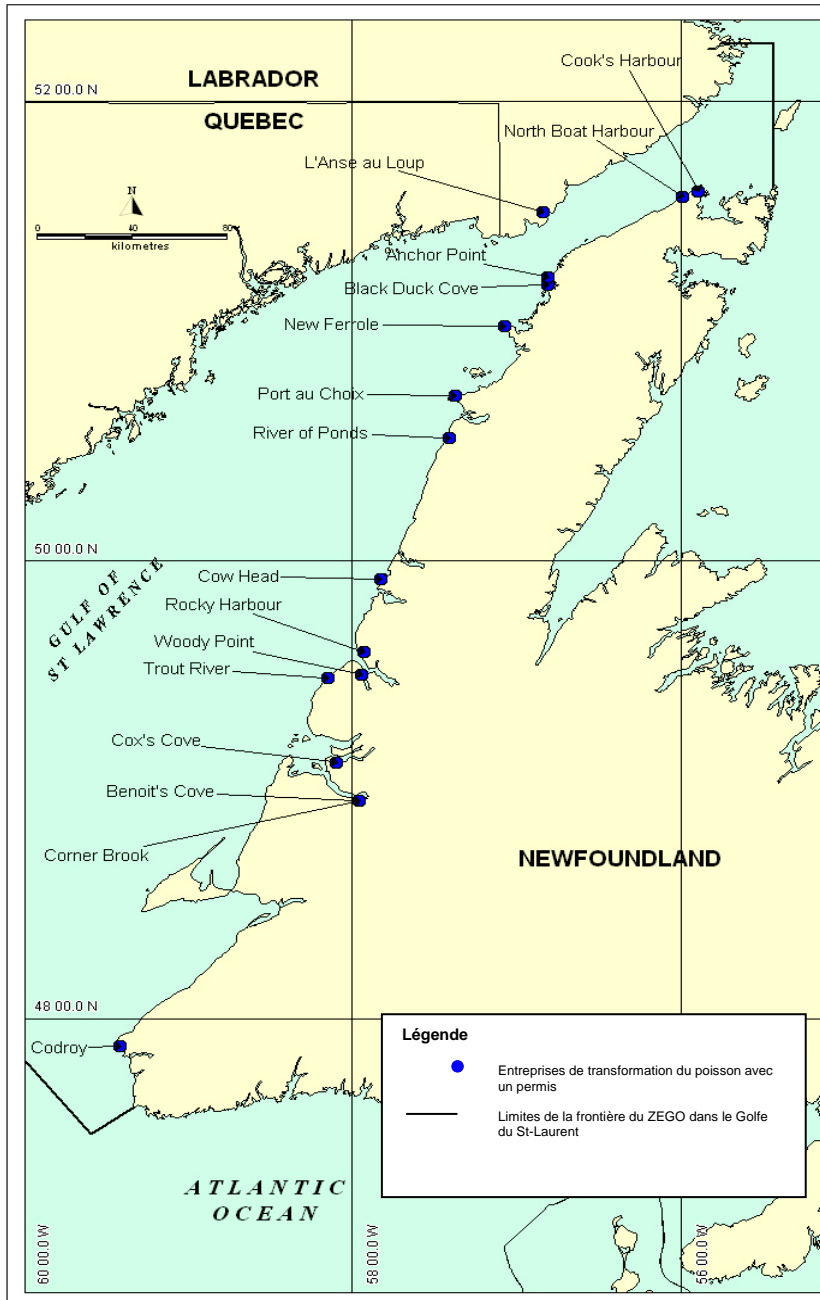 Cook's Harbour
LABRADOR
52 00.0 N
QUEBEC
North Boat Harbour
L'Anse au Loup
N
0 40 80
kilometres
Anchor Point
Black Duck Cove
New Ferrole
Port au Choix
River of Ponds
50 00.0 N
Cow Head
GULF OF
ST LAWRENCE
Rocky Harbour
Woody Point
Trout River
Cox's Cove
Benoit's Cove
Corner Brook
NEWFOUNDLAND
48 00.0 N
Codroy
Légende
Entreprises de transformation du poisson avec
un permis
Limites de la frontière du ZEGO dans le Golfe
du St-Laurent
ATLANTIC
OCEAN
60 00.0 W
58 00.0 W
56 00.0 W